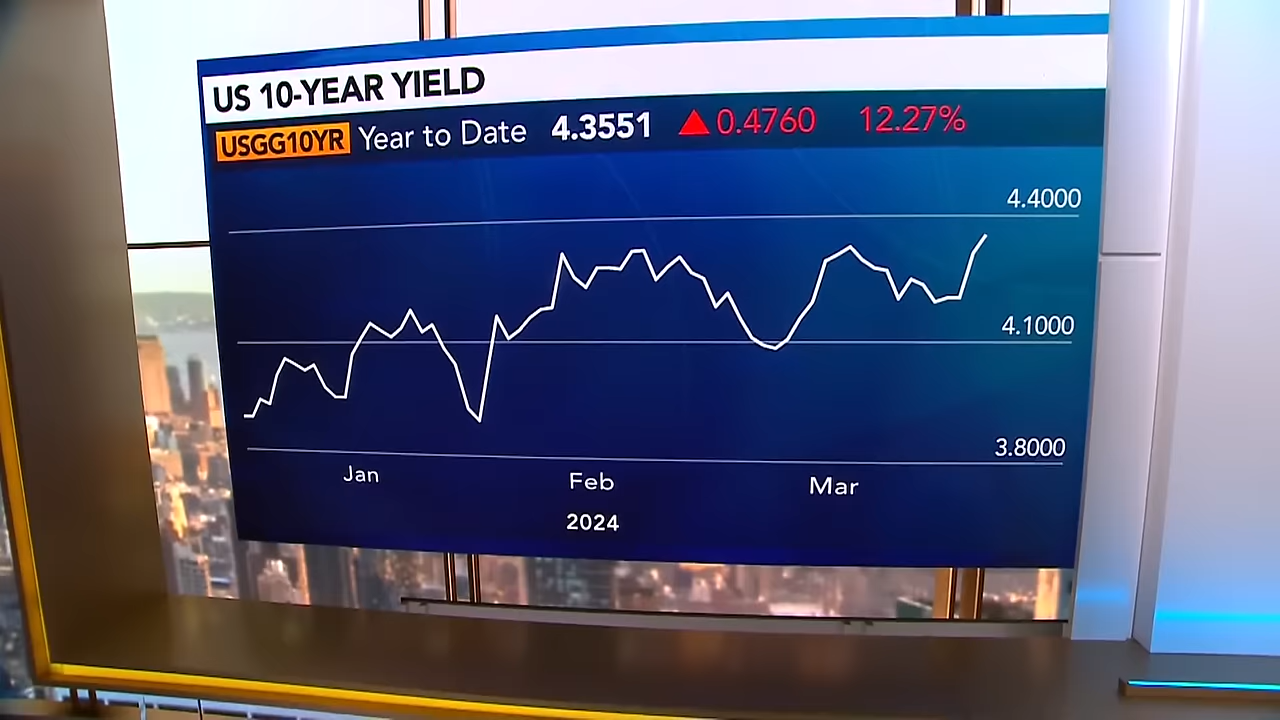 US 10-YEAR YIELD
USGG10YR Year to Date 4.3551 ▲ 0.4760 12.27%
4.4000
4.1000
3.8000
Jan Feb Mar
2024